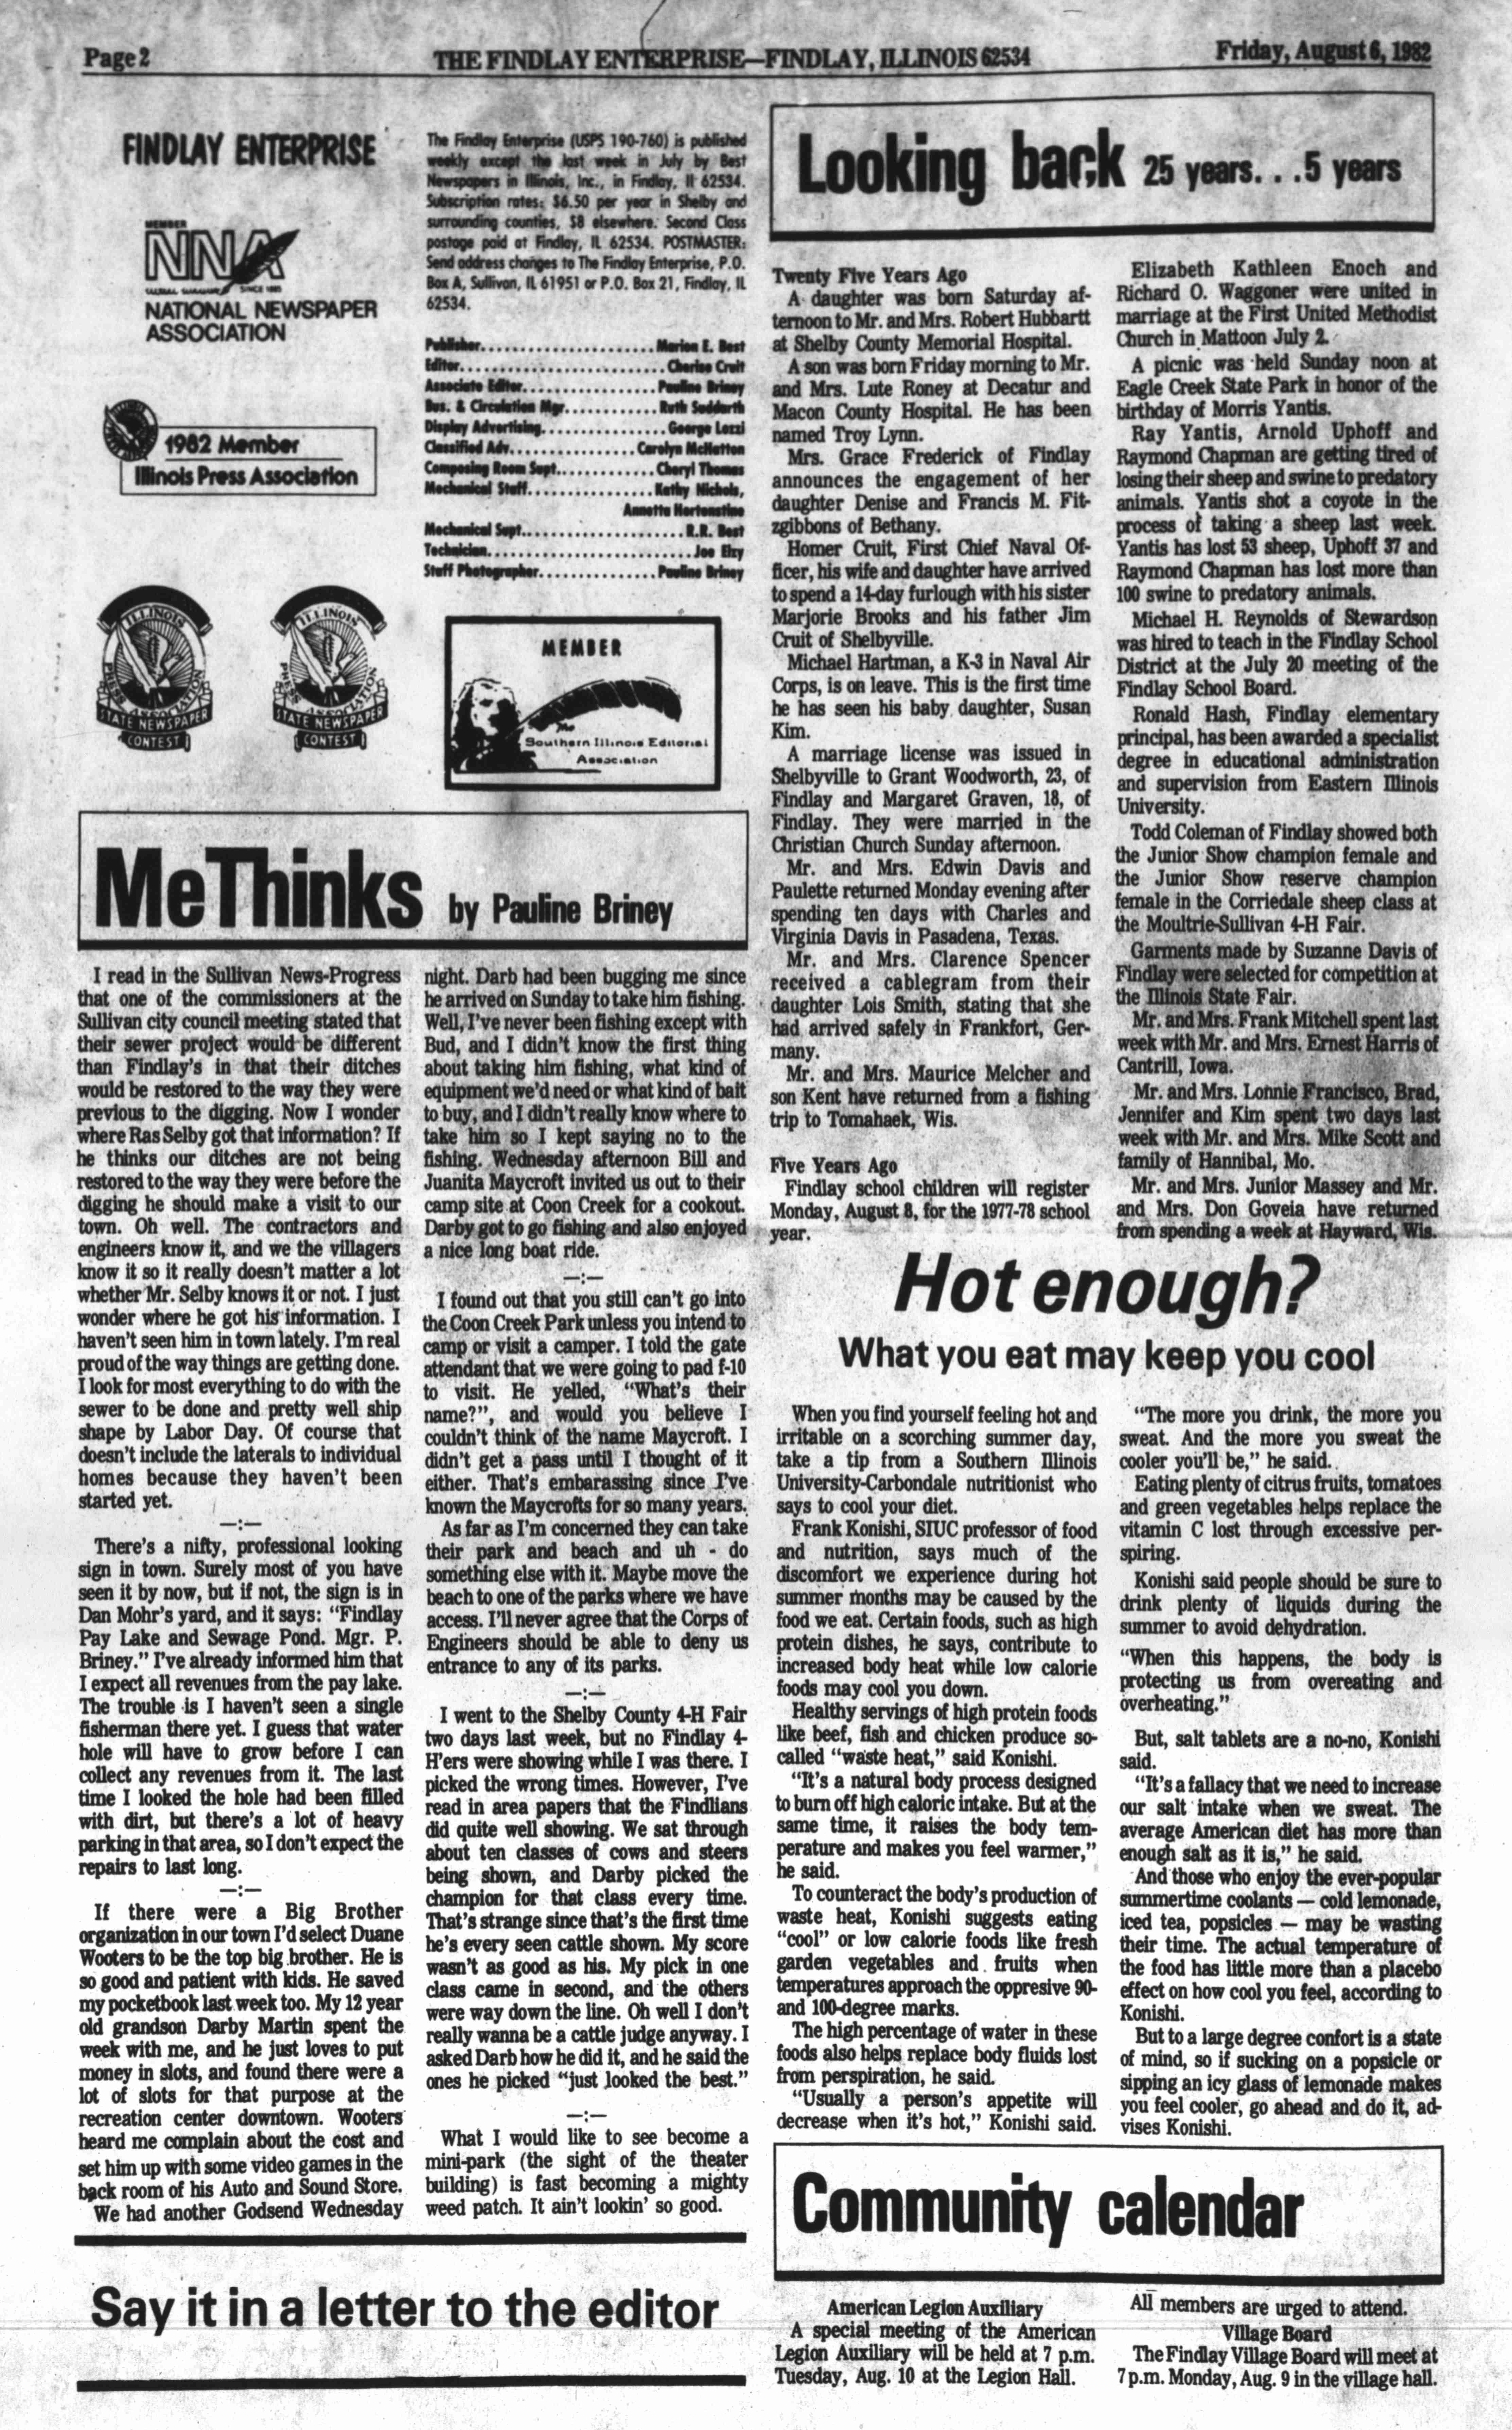 Page 2
THE FINDLAY ENTERPRISE—FINDLAY, ILLINOIS 62534
Friday, August 6, 1982
FINDLAY ENTERPRISE
MEMBER
NNA
SINCE 1885
NATIONAL NEWSPAPER
ASSOCIATION
1982 Member
Illinois Press Association
ILLINOIS
PRESS ASSOCIATION
STATE NEWSPAPER
CONTEST
ILLINOIS
PRESS ASSOCIATION
STATE NEWSPAPER
CONTEST
The Findlay Enterprise (USPS 190-760) is published
weekly except the last week in July by Best
Newspapers in Illinois, Inc., in Findlay, Il 62534.
Subscription rates: $6.50 per year in Shelby and
surrounding counties, $8 elsewhere. Second Class
postage paid at Findlay, IL 62534. POSTMASTER:
Send address changes to The Findlay Enterprise, P.O.
Box A, Sullivan, IL 61951 or P.O. Box 21, Findlay, IL
62534.
Publisher......................Marion E. Best
Editor..........................Cherise Cruit
Associate Editor.................Pauline Briney
Bus. & Circulation Mgr............Ruth Suddarth
Display Advertising................George Lozzi
Classified Adv................Carolyn McHatton
Composing Room Supt............Cheryl Thomas
Mechanical Staff................Kathy Nichols,
Annetta Hortenstine
Mechanical Supt.....................R.R. Best
Technician..........................Joe Elzy
Staff Photographer...............Pauline Briney
MEMBER
The
Southern Illinois Editorial
Association
MeThinks by Pauline Briney
I read in the Sullivan News-Progress
that one of the commissioners at the
Sullivan city council meeting stated that
their sewer project would be different
than Findlay's in that their ditches
would be restored to the way they were
previous to the digging. Now I wonder
where Ras Selby got that information? If
he thinks our ditches are not being
restored to the way they were before the
digging he should make a visit to our
town. Oh well. The contractors and
engineers know it, and we the villagers
know it so it really doesn't matter a lot
whether Mr. Selby knows it or not. I just
wonder where he got his information. I
haven't seen him in town lately. I'm real
proud of the way things are getting done.
I look for most everything to do with the
sewer to be done and pretty well ship
shape by Labor Day. Of course that
doesn't include the laterals to individual
homes because they haven't been
started yet.
—:—
There's a nifty, professional looking
sign in town. Surely most of you have
seen it by now, but if not, the sign is in
Dan Mohr's yard, and it says: "Findlay
Pay Lake and Sewage Pond. Mgr. P.
Briney." I've already informed him that
I expect all revenues from the pay lake.
The trouble is I haven't seen a single
fisherman there yet. I guess that water
hole will have to grow before I can
collect any revenues from it. The last
time I looked the hole had been filled
with dirt, but there's a lot of heavy
parking in that area, so I don't expect the
repairs to last long.
—:—
If there were a Big Brother
organization in our town I'd select Duane
Wooters to be the top big brother. He is
so good and patient with kids. He saved
my pocketbook last week too. My 12 year
old grandson Darby Martin spent the
week with me, and he just loves to put
money in slots, and found there were a
lot of slots for that purpose at the
recreation center downtown. Wooters
heard me complain about the cost and
set him up with some video games in the
back room of his Auto and Sound Store.
We had another Godsend Wednesday
night. Darb had been bugging me since
he arrived on Sunday to take him fishing.
Well, I've never been fishing except with
Bud, and I didn't know the first thing
about taking him fishing, what kind of
equipment we'd need or what kind of bait
to buy, and I didn't really know where to
take him so I kept saying no to the
fishing. Wednesday afternoon Bill and
Juanita Maycroft invited us out to their
camp site at Coon Creek for a cookout.
Darby got to go fishing and also enjoyed
a nice long boat ride.
—:—
I found out that you still can't go into
the Coon Creek Park unless you intend to
camp or visit a camper. I told the gate
attendant that we were going to pad f-10
to visit. He yelled, "What's their
name?", and would you believe I
couldn't think of the name Maycroft. I
didn't get a pass until I thought of it
either. That's embarassing since I've
known the Maycrofts for so many years.
As far as I'm concerned they can take
their park and beach and uh - do
something else with it. Maybe move the
beach to one of the parks where we have
access. I'll never agree that the Corps of
Engineers should be able to deny us
entrance to any of its parks.
—:—
I went to the Shelby County 4-H Fair
two days last week, but no Findlay 4-
H'ers were showing while I was there. I
picked the wrong times. However, I've
read in area papers that the Findlians
did quite well showing. We sat through
about ten classes of cows and steers
being shown, and Darby picked the
champion for that class every time.
That's strange since that's the first time
he's every seen cattle shown. My score
wasn't as good as his. My pick in one
class came in second, and the others
were way down the line. Oh well I don't
really wanna be a cattle judge anyway. I
asked Darb how he did it, and he said the
ones he picked "just looked the best."
—:—
What I would like to see become a
mini-park (the sight of the theater
building) is fast becoming a mighty
weed patch. It ain't lookin' so good.
Say it in a letter to the editor
Looking back 25 years. . .5 years
Twenty Five Years Ago
A daughter was born Saturday af-
ternoon to Mr. and Mrs. Robert Hubbartt
at Shelby County Memorial Hospital.
A son was born Friday morning to Mr.
and Mrs. Lute Roney at Decatur and
Macon County Hospital. He has been
named Troy Lynn.
Mrs. Grace Frederick of Findlay
announces the engagement of her
daughter Denise and Francis M. Fit-
zgibbons of Bethany.
Homer Cruit, First Chief Naval Of-
ficer, his wife and daughter have arrived
to spend a 14-day furlough with his sister
Marjorie Brooks and his father Jim
Cruit of Shelbyville.
Michael Hartman, a K-3 in Naval Air
Corps, is on leave. This is the first time
he has seen his baby daughter, Susan
Kim.
A marriage license was issued in
Shelbyville to Grant Woodworth, 23, of
Findlay and Margaret Graven, 18, of
Findlay. They were married in the
Christian Church Sunday afternoon.
Mr. and Mrs. Edwin Davis and
Paulette returned Monday evening after
spending ten days with Charles and
Virginia Davis in Pasadena, Texas.
Mr. and Mrs. Clarence Spencer
received a cablegram from their
daughter Lois Smith, stating that she
had arrived safely in Frankfort, Ger-
many.
Mr. and Mrs. Maurice Melcher and
son Kent have returned from a fishing
trip to Tomahaek, Wis.
Five Years Ago
Findlay school children will register
Monday, August 8, for the 1977-78 school
year.
Elizabeth Kathleen Enoch and
Richard O. Waggoner were united in
marriage at the First United Methodist
Church in Mattoon July 2.
A picnic was held Sunday noon at
Eagle Creek State Park in honor of the
birthday of Morris Yantis.
Ray Yantis, Arnold Uphoff and
Raymond Chapman are getting tired of
losing their sheep and swine to predatory
animals. Yantis shot a coyote in the
process of taking a sheep last week.
Yantis has lost 53 sheep, Uphoff 37 and
Raymond Chapman has lost more than
100 swine to predatory animals.
Michael H. Reynolds of Stewardson
was hired to teach in the Findlay School
District at the July 20 meeting of the
Findlay School Board.
Ronald Hash, Findlay elementary
principal, has been awarded a specialist
degree in educational administration
and supervision from Eastern Illinois
University.
Todd Coleman of Findlay showed both
the Junior Show champion female and
the Junior Show reserve champion
female in the Corriedale sheep class at
the Moultrie-Sullivan 4-H Fair.
Garments made by Suzanne Davis of
Findlay were selected for competition at
the Illinois State Fair.
Mr. and Mrs. Frank Mitchell spent last
week with Mr. and Mrs. Ernest Harris of
Cantrill, Iowa.
Mr. and Mrs. Lonnie Francisco, Brad,
Jennifer and Kim spent two days last
week with Mr. and Mrs. Mike Scott and
family of Hannibal, Mo.
Mr. and Mrs. Junior Massey and Mr.
and Mrs. Don Goveia have returned
from spending a week at Hayward, Wis.
Hot enough?
What you eat may keep you cool
When you find yourself feeling hot and
irritable on a scorching summer day,
take a tip from a Southern Illinois
University-Carbondale nutritionist who
says to cool your diet.
Frank Konishi, SIUC professor of food
and nutrition, says much of the
discomfort we experience during hot
summer months may be caused by the
food we eat. Certain foods, such as high
protein dishes, he says, contribute to
increased body heat while low calorie
foods may cool you down.
Healthy servings of high protein foods
like beef, fish and chicken produce so-
called "waste heat," said Konishi.
"It's a natural body process designed
to burn off high caloric intake. But at the
same time, it raises the body tem-
perature and makes you feel warmer,"
he said.
To counteract the body's production of
waste heat, Konishi suggests eating
"cool" or low calorie foods like fresh
garden vegetables and fruits when
temperatures approach the oppresive 90-
and 100-degree marks.
The high percentage of water in these
foods also helps replace body fluids lost
from perspiration, he said.
"Usually a person's appetite will
decrease when it's hot," Konishi said.
"The more you drink, the more you
sweat. And the more you sweat the
cooler you'll be," he said.
Eating plenty of citrus fruits, tomatoes
and green vegetables helps replace the
vitamin C lost through excessive per-
spiring.
Konishi said people should be sure to
drink plenty of liquids during the
summer to avoid dehydration.
"When this happens, the body is
protecting us from overeating and
overheating."
But, salt tablets are a no-no, Konishi
said.
"It's a fallacy that we need to increase
our salt intake when we sweat. The
average American diet has more than
enough salt as it is," he said.
And those who enjoy the ever-popular
summertime coolants — cold lemonade,
iced tea, popsicles — may be wasting
their time. The actual temperature of
the food has little more than a placebo
effect on how cool you feel, according to
Konishi.
But to a large degree confort is a state
of mind, so if sucking on a popsicle or
sipping an icy glass of lemonade makes
you feel cooler, go ahead and do it, ad-
vises Konishi.
Community calendar
American Legion Auxiliary
A special meeting of the American
Legion Auxiliary will be held at 7 p.m.
Tuesday, Aug. 10 at the Legion Hall.
All members are urged to attend.
Village Board
The Findlay Village Board will meet at
7 p.m. Monday, Aug. 9 in the village hall.